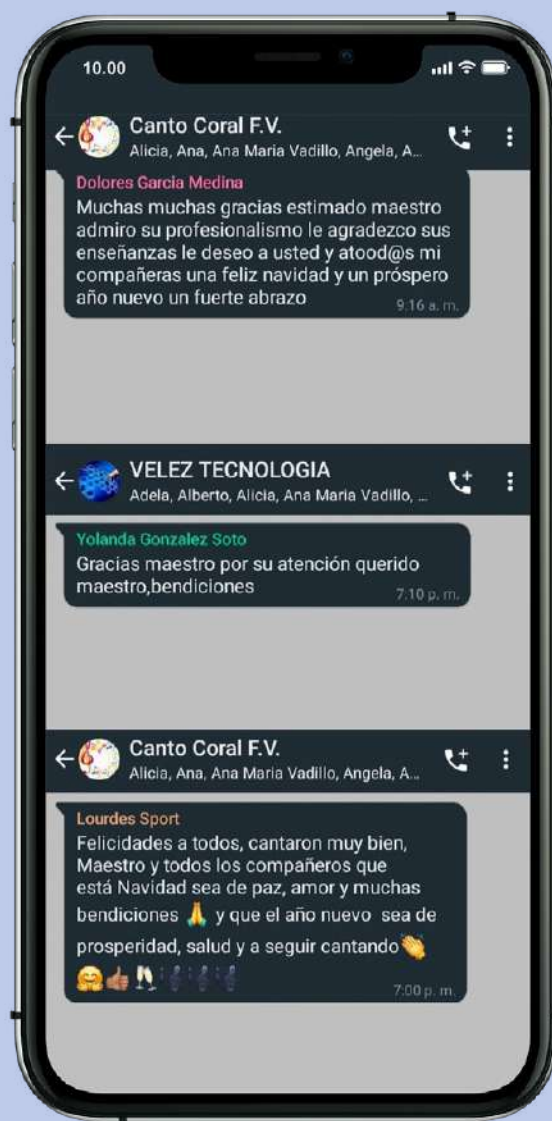 10.00
Canto Coral F.V.
Alicia, Ana, Ana Maria Vadillo, Angela, A...
Dolores Garcia Medina
Muchas muchas gracias estimado maestro
admiro su profesionalismo le agradezco sus
enseñanzas le deseo a usted y atood@s mi
compañeras una feliz navidad y un próspero
año nuevo un fuerte abrazo
9:16 a. m.
VELEZ TECNOLOGIA
Adela, Alberto, Alicia, Ana Maria Vadillo, ...
Yolanda Gonzalez Soto
Gracias maestro por su atención querido
maestro,bendiciones
7:10 p. m.
Canto Coral F.V.
Alicia, Ana, Ana Maria Vadillo, Angela, A...
Lourdes Sport
Felicidades a todos, cantaron muy bien,
Maestro y todos los compañeros que
está Navidad sea de paz, amor y muchas
bendiciones 🙏 y que el año nuevo sea de
prosperidad, salud y a seguir cantando👏
🤗👍🏽🥂🎼🎼🎼
7:00 p. m.